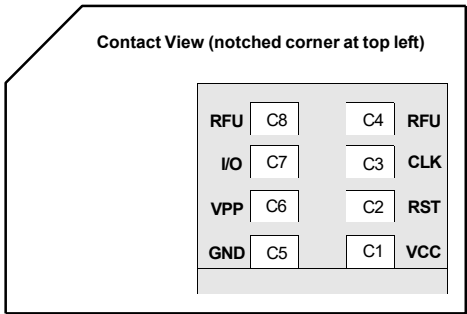 Contact View (notched corner at top left)
RFU C8 C4 RFU
I/O C7 C3 CLK
VPP C6 C2 RST
GND C5 C1 VCC